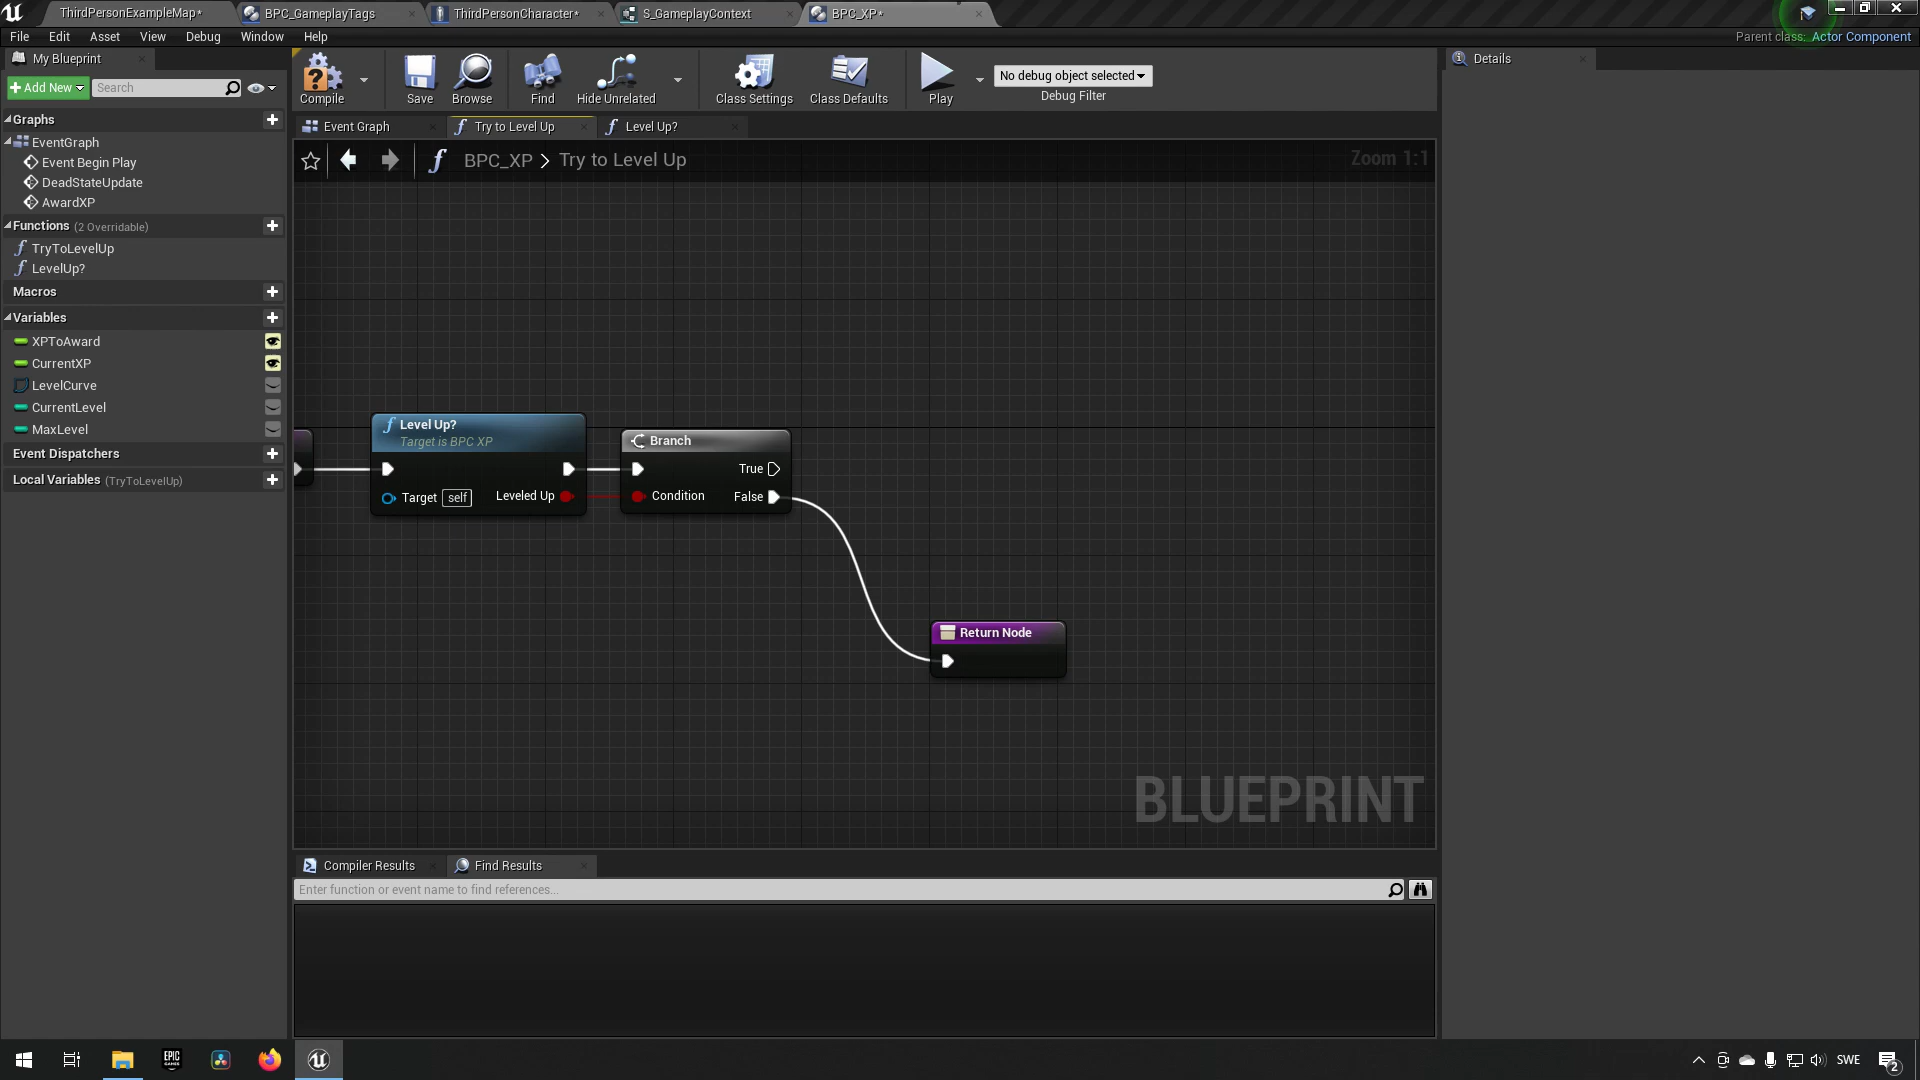 ThirdPersonExampleMap*
BPC_GameplayTags
ThirdPersonCharacter*
S_GameplayContext
BPC_XP*
File Edit Asset View Debug Window Help
Parent class: Actor Component
My Blueprint
Add New
Search
Compile
Save
Browse
Find
Hide Unrelated
Class Settings
Class Defaults
Play
No debug object selected
Debug Filter
Details
Graphs
EventGraph
Event Begin Play
DeadStateUpdate
AwardXP
Functions (2 Overridable)
TryToLevelUp
LevelUp?
Macros
Variables
XPToAward
CurrentXP
LevelCurve
CurrentLevel
MaxLevel
Event Dispatchers
Local Variables (TryToLevelUp)
Event Graph
Try to Level Up
Level Up?
BPC_XP > Try to Level Up
Zoom 1:1
Level Up?
Target is BPC XP
Target self
Leveled Up
Branch
True
Condition
False
Return Node
BLUEPRINT
Compiler Results
Find Results
Enter function or event name to find references...
EPIC
GAMES
SWE
2